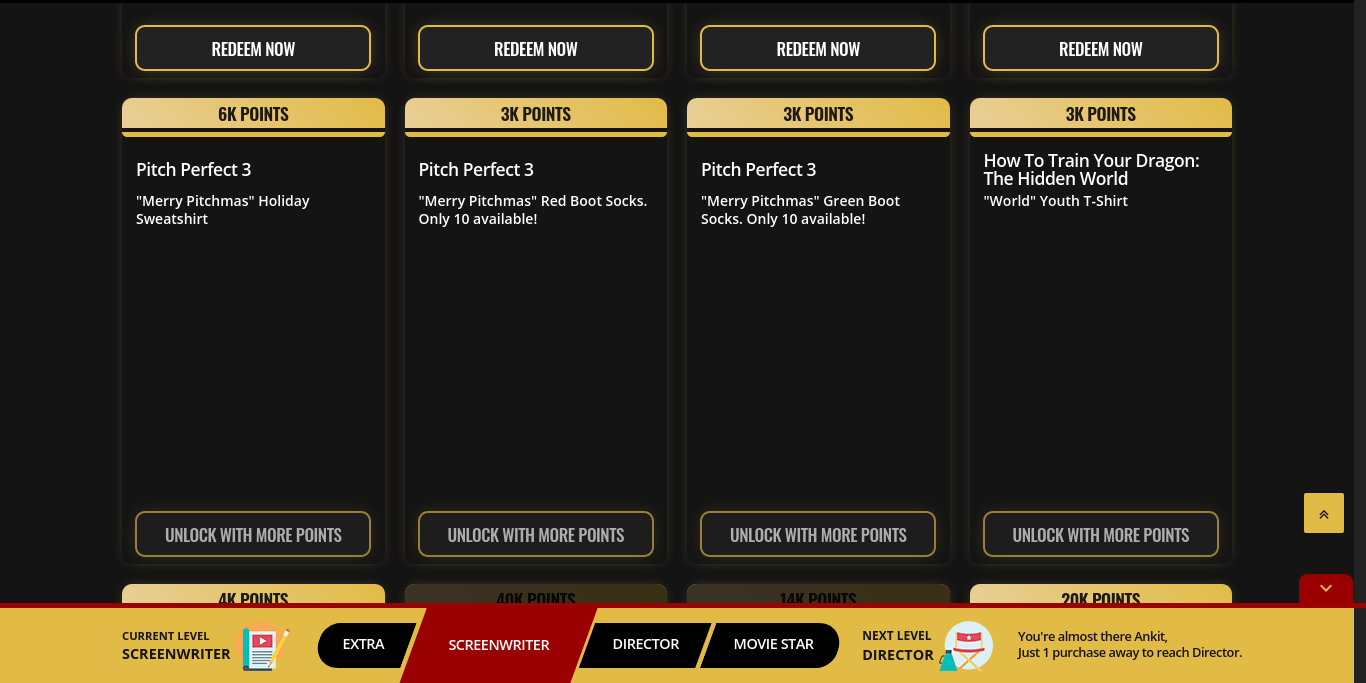 REDEEM NOW
REDEEM NOW
REDEEM NOW
REDEEM NOW
6K POINTS
Pitch Perfect 3
"Merry Pitchmas" Holiday
Sweatshirt
UNLOCK WITH MORE POINTS
3K POINTS
Pitch Perfect 3
"Merry Pitchmas" Red Boot Socks.
Only 10 available!
UNLOCK WITH MORE POINTS
3K POINTS
Pitch Perfect 3
"Merry Pitchmas" Green Boot
Socks. Only 10 available!
UNLOCK WITH MORE POINTS
3K POINTS
How To Train Your Dragon:
The Hidden World
"World" Youth T-Shirt
UNLOCK WITH MORE POINTS
4K POINTS
40K POINTS
14K POINTS
20K POINTS
CURRENT LEVEL
SCREENWRITER
EXTRA
SCREENWRITER
DIRECTOR
MOVIE STAR
NEXT LEVEL
DIRECTOR
You're almost there Ankit,
Just 1 purchase away to reach Director.